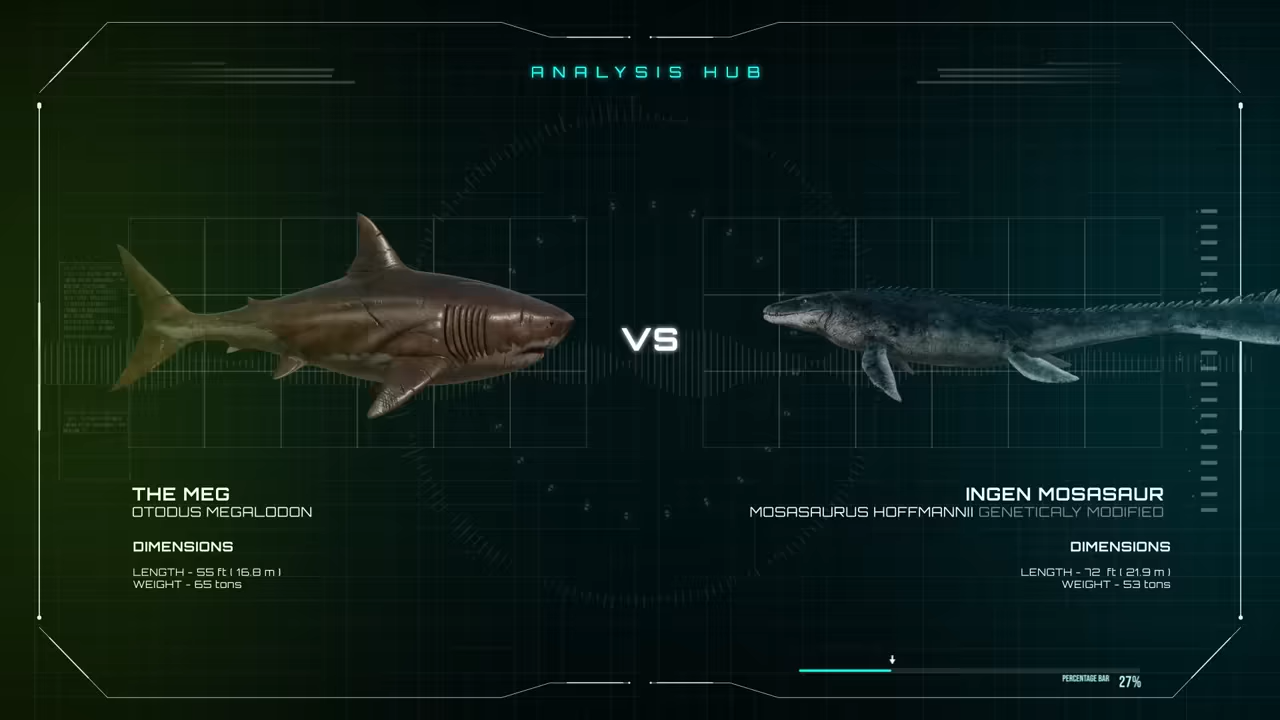 ANALYSIS HUB
VS
THE MEG
OTODUS MEGALODON
DIMENSIONS
LENGTH - 55 ft ( 16.8 m )
WEIGHT - 65 tons
INGEN MOSASAUR
MOSASAURUS HOFFMANNII GENETICALY MODIFIED
DIMENSIONS
LENGTH - 72 ft ( 21.9 m )
WEIGHT - 53 tons
PERCENTAGE BAR 27%